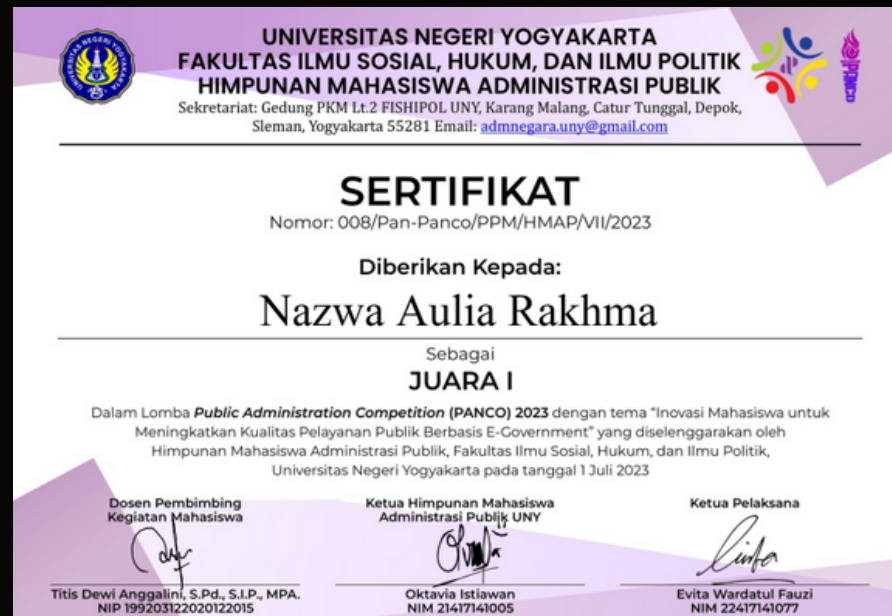 UNIVERSITAS NEGERI YOGYAKARTA
FAKULTAS ILMU SOSIAL, HUKUM, DAN ILMU POLITIK
HIMPUNAN MAHASISWA ADMINISTRASI PUBLIK
Sekretariat: Gedung PKM Lt.2 FISHIPOL UNY, Karang Malang, Catur Tunggal, Depok,
Sleman, Yogyakarta 55281 Email: admnegara.uny@gmail.com
UNIVERSITAS NEGERI YOGYAKARTA
PANCO
SERTIFIKAT
Nomor: 008/Pan-Panco/PPM/HMAP/VII/2023
Diberikan Kepada:
Nazwa Aulia Rakhma
Sebagai
JUARA I
Dalam Lomba Public Administration Competition (PANCO) 2023 dengan tema "Inovasi Mahasiswa untuk
Meningkatkan Kualitas Pelayanan Publik Berbasis E-Government" yang diselenggarakan oleh
Himpunan Mahasiswa Administrasi Publik, Fakultas Ilmu Sosial, Hukum, dan Ilmu Politik,
Universitas Negeri Yogyakarta pada tanggal 1 Juli 2023
Dosen Pembimbing
Kegiatan Mahasiswa
Titis Dewi Anggalini, S.Pd., S.I.P., MPA.
NIP 199203122020122015
Ketua Himpunan Mahasiswa
Administrasi Publik UNY
Oktavia Istiawan
NIM 21417141005
Ketua Pelaksana
Evita Wardatul Fauzi
NIM 22417141077